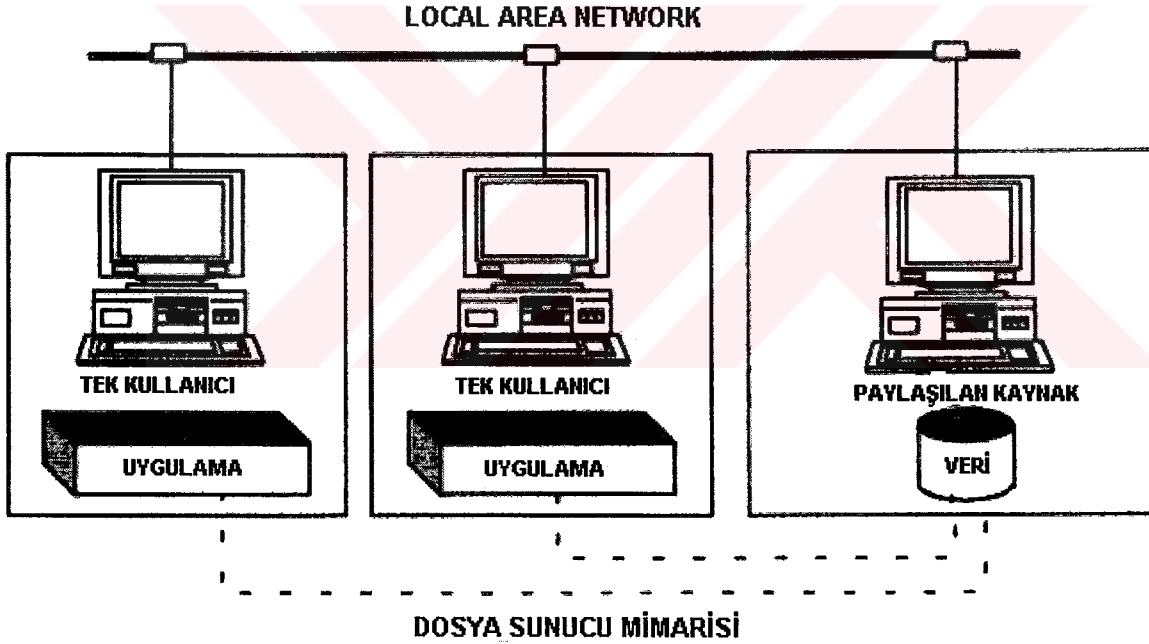 LOCAL AREA NETWORK
TEK KULLANICI
TEK KULLANICI
PAYLAŞILAN KAYNAK
UYGULAMA
UYGULAMA
VERİ
DOSYA SUNUCU MİMARİSİ